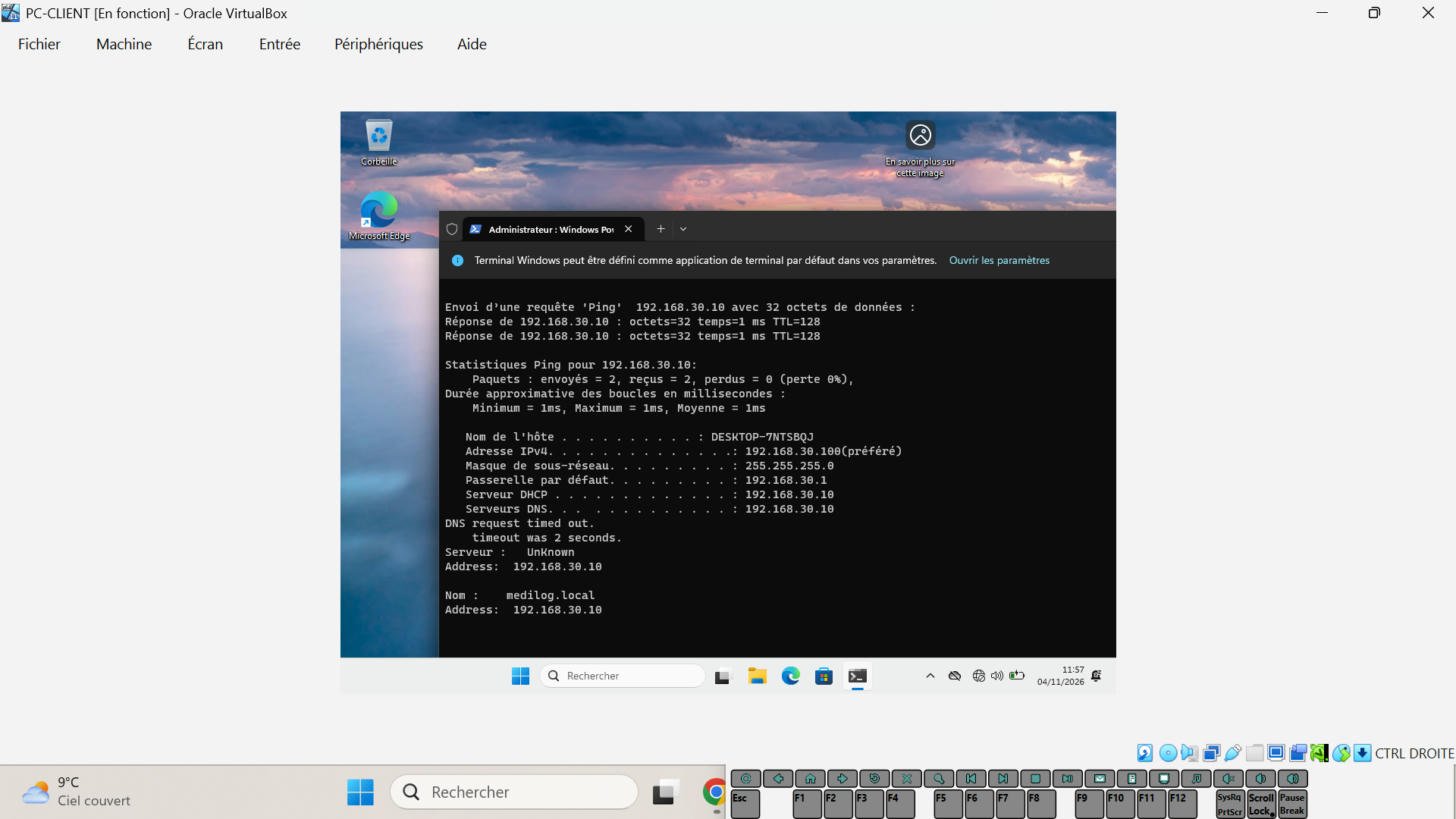 PC-CLIENT [En fonction] - Oracle VirtualBox
Fichier Machine Écran Entrée Périphériques Aide
Corbeille
En savoir plus sur
cette image
Microsoft Edge
Administrateur : Windows Po
Terminal Windows peut être défini comme application de terminal par défaut dans vos paramètres. Ouvrir les paramètres
Envoi d’une requête 'Ping'  192.168.30.10 avec 32 octets de données :
Réponse de 192.168.30.10 : octets=32 temps=1 ms TTL=128
Réponse de 192.168.30.10 : octets=32 temps=1 ms TTL=128
Statistiques Ping pour 192.168.30.10:
    Paquets : envoyés = 2, reçus = 2, perdus = 0 (perte 0%),
Durée approximative des boucles en millisecondes :
    Minimum = 1ms, Maximum = 1ms, Moyenne = 1ms
   Nom de l'hôte . . . . . . . . . . : DESKTOP-7NTSBQJ
   Adresse IPv4. . . . . . . . . . . . . .: 192.168.30.100(préféré)
   Masque de sous-réseau. . . . . . . . . : 255.255.255.0
   Passerelle par défaut. . . . . . . . . : 192.168.30.1
   Serveur DHCP . . . . . . . . . . . . . : 192.168.30.10
   Serveurs DNS. . .  . . . . . . . . . . : 192.168.30.10
DNS request timed out.
    timeout was 2 seconds.
Serveur :   UnKnown
Address:  192.168.30.10
Nom :    medilog.local
Address:  192.168.30.10
Rechercher
11:57
04/11/2026
CTRL DROITE
9°C
Ciel couvert
Rechercher
Esc F1 F2 F3 F4 F5 F6 F7 F8 F9 F10 F11 F12 SysRq PrtScr Scroll Lock Pause Break